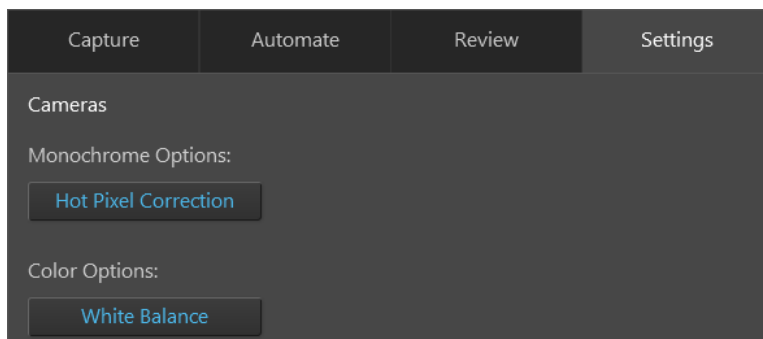 Capture Automate Review Settings
Cameras
Monochrome Options:
Hot Pixel Correction
Color Options:
White Balance